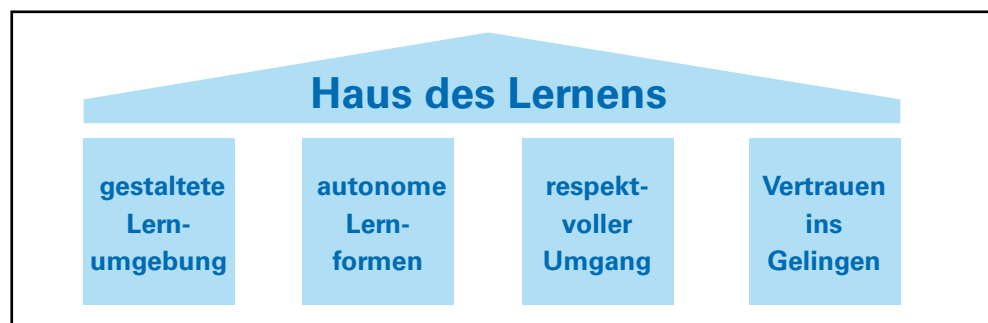 Haus des Lernens
gestaltete
Lern-
umgebung
autonome
Lern-
formen
respekt-
voller
Umgang
Vertrauen
ins
Gelingen